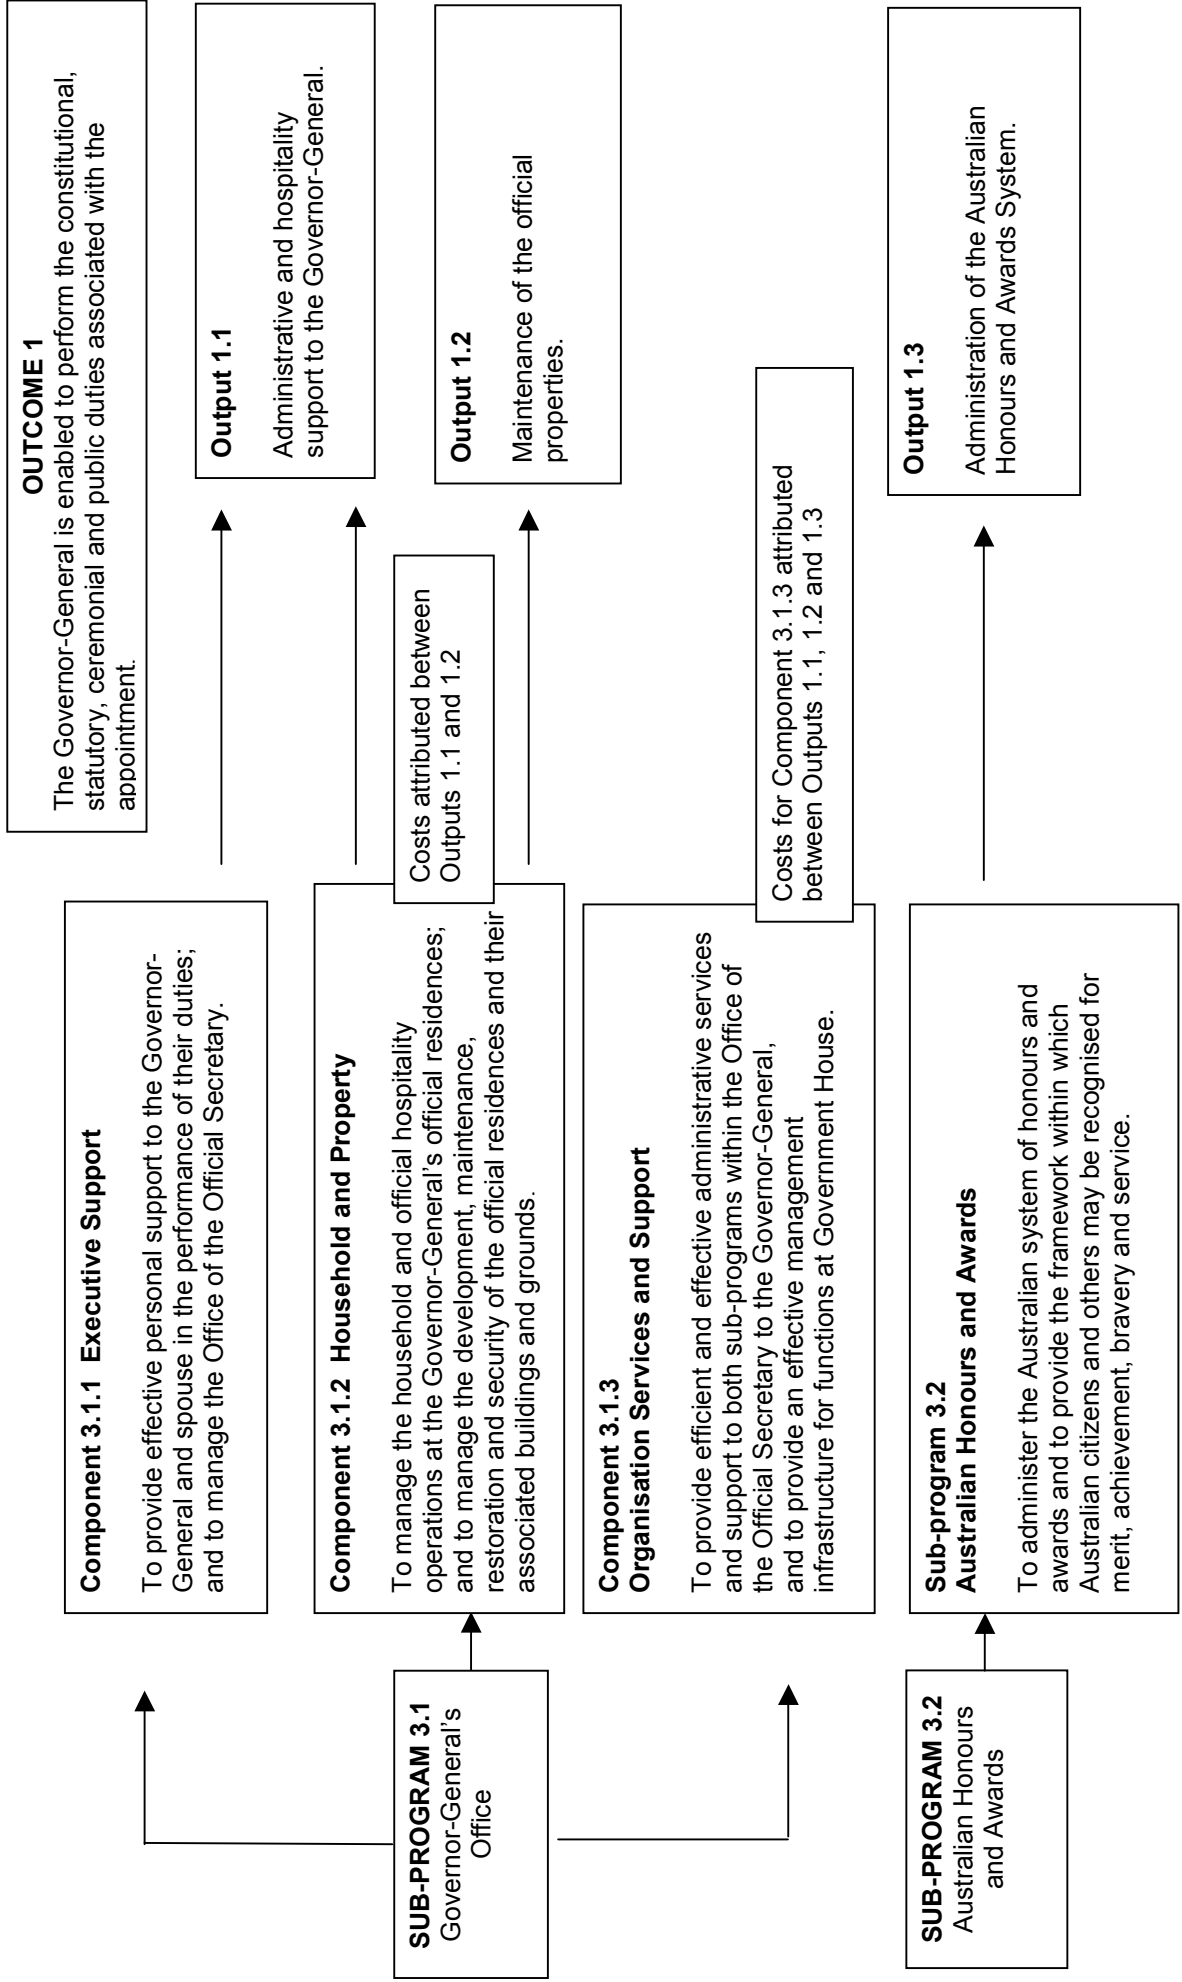 OUTCOME 1
The Governor-General is enabled to perform the constitutional,
statutory, ceremonial and public duties associated with the
appointment.
SUB-PROGRAM 3.1
Governor-General's
Office
Component 3.1.1 Executive Support
To provide effective personal support to the Governor-
General and spouse in the performance of their duties;
and to manage the Office of the Official Secretary.
Output 1.1
Administrative and hospitality
support to the Governor-General.
Component 3.1.2 Household and Property
To manage the household and official hospitality
operations at the Governor-General's official residences;
and to manage the development, maintenance,
restoration and security of the official residences and their
associated buildings and grounds.
Costs attributed between
Outputs 1.1 and 1.2
Output 1.2
Maintenance of the official
properties.
Component 3.1.3
Organisation Services and Support
To provide efficient and effective administrative services
and support to both sub-programs within the Office of
the Official Secretary to the Governor-General,
and to provide an effective management
infrastructure for functions at Government House.
Costs for Component 3.1.3 attributed
between Outputs 1.1, 1.2 and 1.3
SUB-PROGRAM 3.2
Australian Honours
and Awards
Sub-program 3.2
Australian Honours and Awards
To administer the Australian system of honours and
awards and to provide the framework within which
Australian citizens and others may be recognised for
merit, achievement, bravery and service.
Output 1.3
Administration of the Australian
Honours and Awards System.